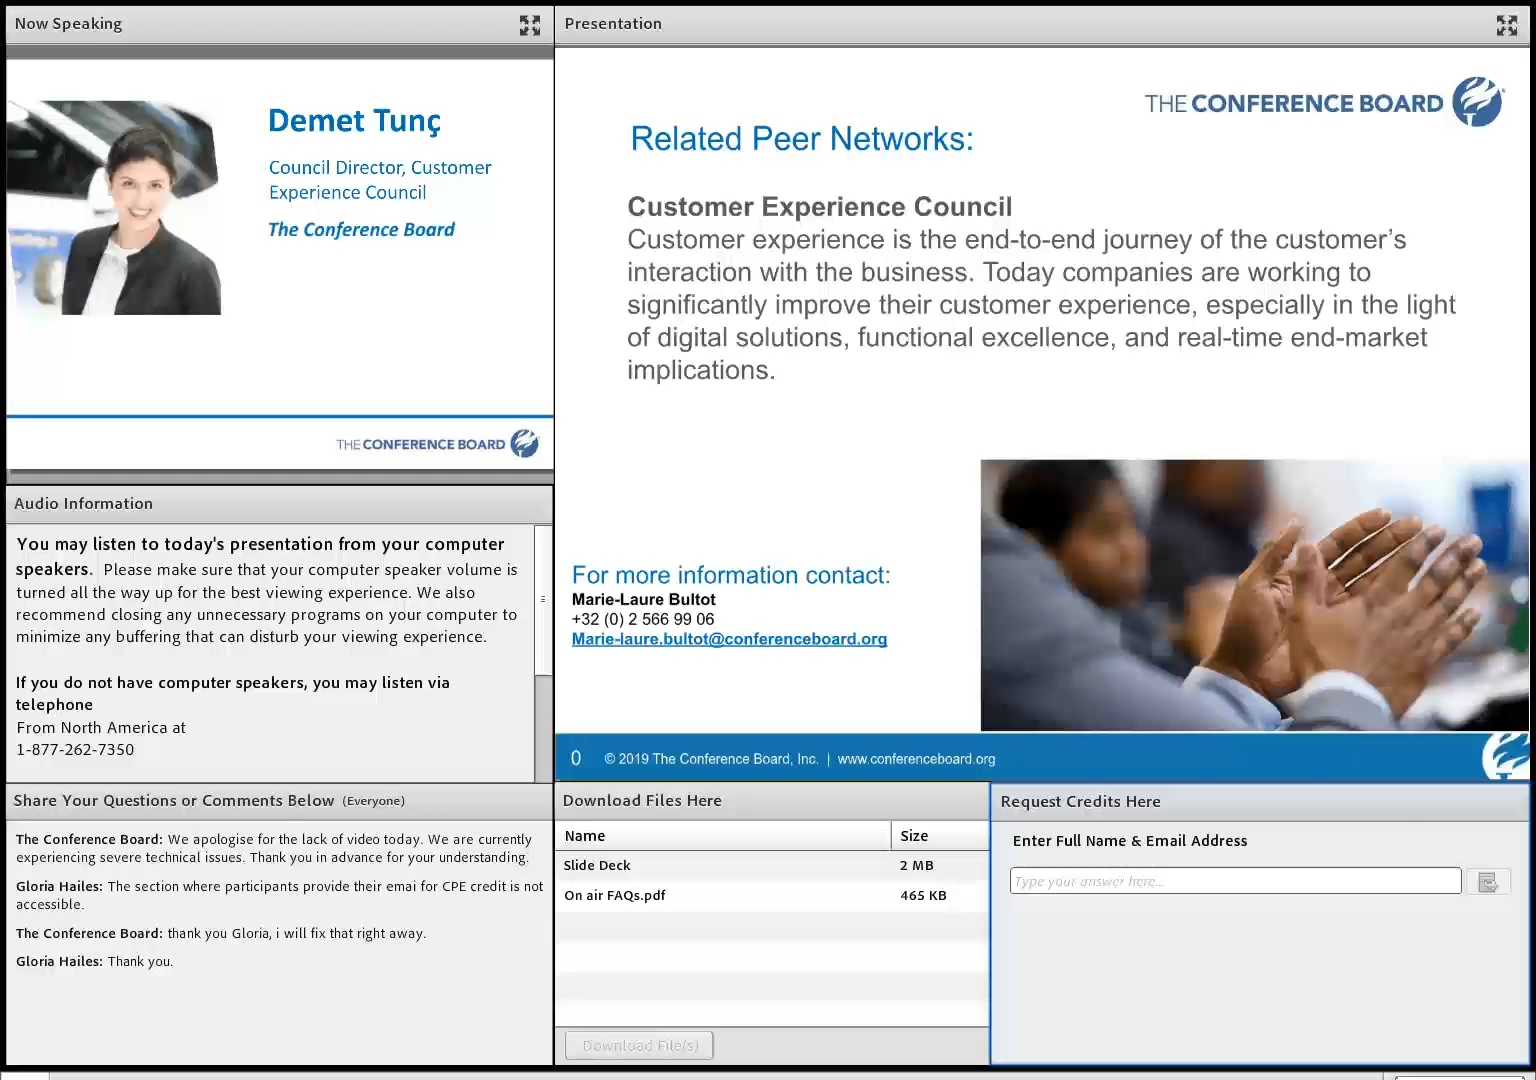 Now Speaking
Demet Tunç
Council Director, Customer
Experience Council
The Conference Board
THE CONFERENCE BOARD
Audio Information
You may listen to today's presentation from your computer
speakers. Please make sure that your computer speaker volume is
turned all the way up for the best viewing experience. We also
recommend closing any unnecessary programs on your computer to
minimize any buffering that can disturb your viewing experience.
If you do not have computer speakers, you may listen via
telephone
From North America at
1-877-262-7350
Share Your Questions or Comments Below (Everyone)
The Conference Board: We apologise for the lack of video today. We are currently
experiencing severe technical issues. Thank you in advance for your understanding.
Gloria Hailes: The section where participants provide their emai for CPE credit is not
accessible.
The Conference Board: thank you Gloria, i will fix that right away.
Gloria Hailes: Thank you.
Presentation
THE CONFERENCE BOARD
Related Peer Networks:
Customer Experience Council
Customer experience is the end-to-end journey of the customer’s
interaction with the business. Today companies are working to
significantly improve their customer experience, especially in the light
of digital solutions, functional excellence, and real-time end-market
implications.
For more information contact:
Marie-Laure Bultot
+32 (0) 2 566 99 06
Marie-laure.bultot@conferenceboard.org
0 © 2019 The Conference Board, Inc. | www.conferenceboard.org
Download Files Here
Name Size
Slide Deck 2 MB
On air FAQs.pdf 465 KB
Download File(s)
Request Credits Here
Enter Full Name & Email Address
Type your answer here...